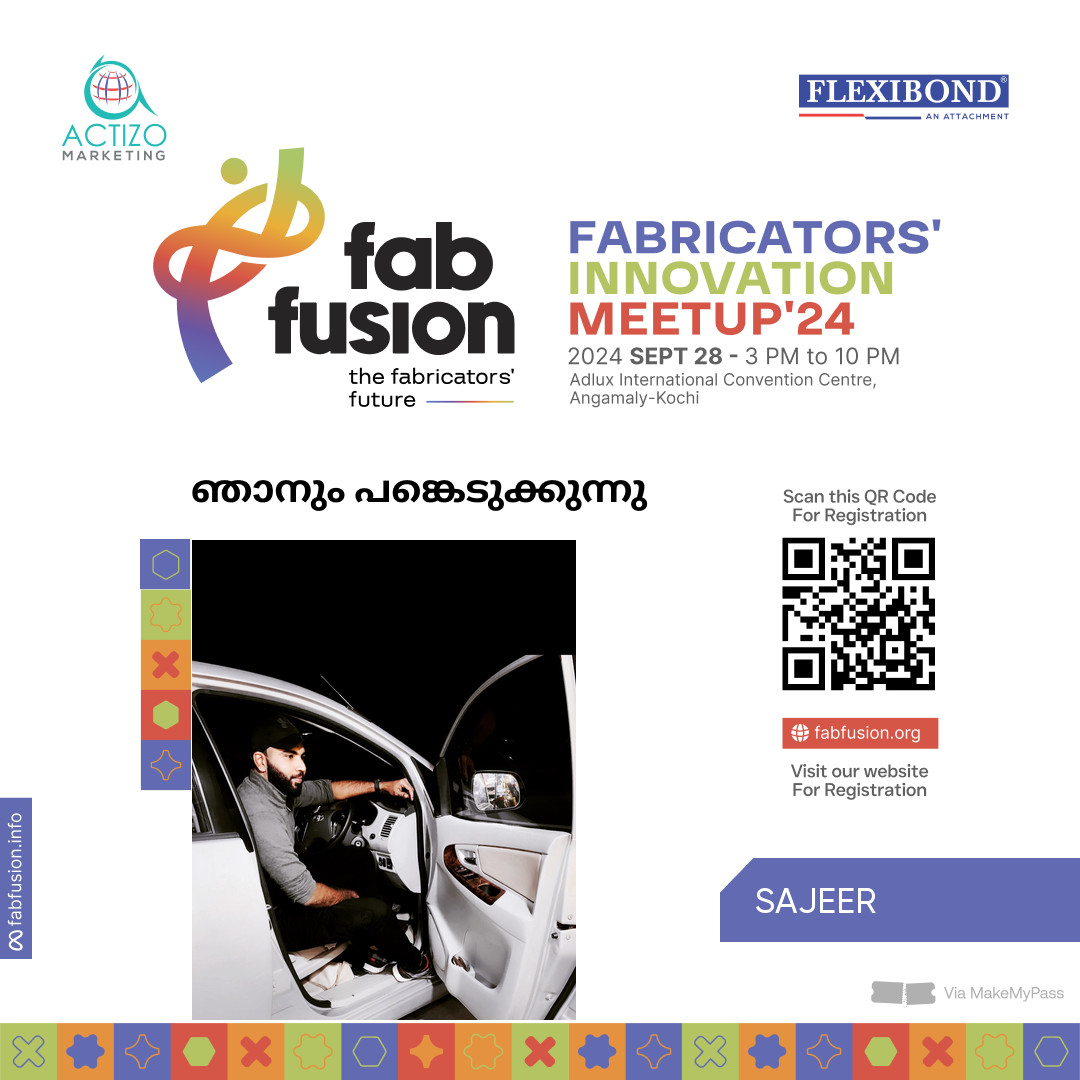 ACTIZO
MARKETING
FLEXIBOND®
AN ATTACHMENT
fab
fusion
the fabricators'
future
FABRICATORS'
INNOVATION
MEETUP'24
2024 SEPT 28 - 3 PM to 10 PM
Adlux International Convention Centre,
Angamaly-Kochi
ഞാനും പങ്കെടുക്കുന്നു
Scan this QR Code
For Registration
fabfusion.org
Visit our website
For Registration
fabfusion.info
SAJEER
Via MakeMyPass